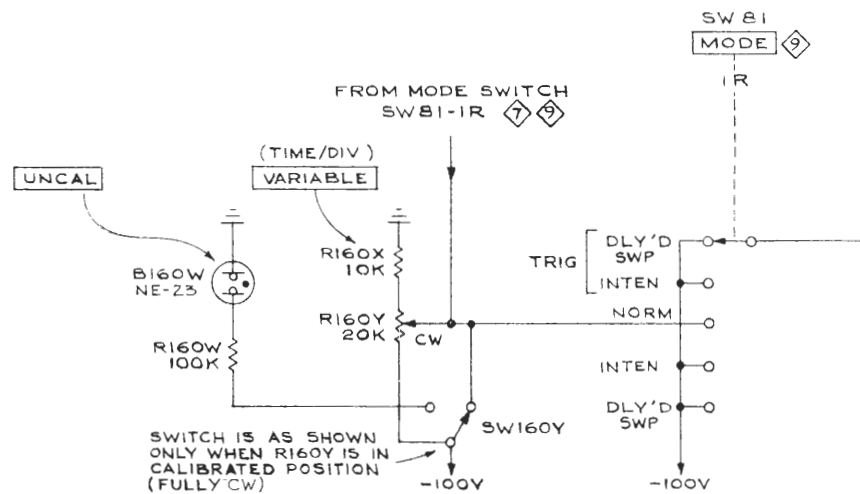 SW 81
MODE 9
1R
FROM MODE SWITCH
SW81-1R 7 9
(TIME/DIV)
UNCAL
VARIABLE
R160X
10K
B160W
NE-23
R160Y
20K
CW
R160W
100K
TRIG
DLY'D
SWP
INTEN
NORM
INTEN
DLY'D
SWP
SW160Y
SWITCH IS AS SHOWN
ONLY WHEN R160Y IS IN
CALIBRATED POSITION
(FULLY CW)
-100V
-100V